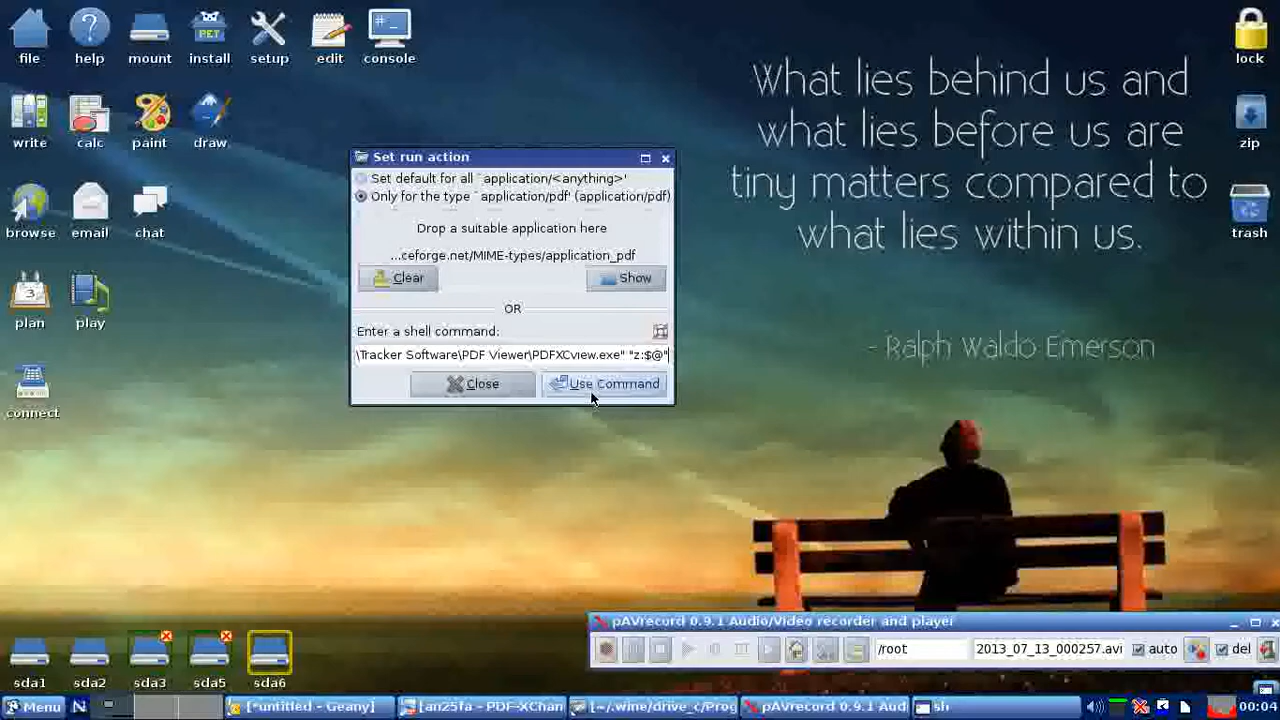 file
help
mount
install
setup
edit
console
lock
PET
#_
What lies behind us and
what lies before us are
tiny matters compared to
what lies within us.
- Ralph Waldo Emerson
write
calc
paint
draw
zip
browse
email
chat
trash
3
plan
play
connect
Set run action
Set default for all `application/<anything>'
Only for the type `application/pdf' (application/pdf)
Drop a suitable application here
...ceforge.net/MIME-types/application_pdf
Clear
Show
OR
Enter a shell command:
\Tracker Software\PDF Viewer\PDFXCview.exe" "z:$@"
Close
Use Command
pAVrecord 0.9.1 Audio/Video recorder and player
/root
2013_07_13_000257.avi
auto
del
sda1
sda2
sda3
sda5
sda6
Menu
N
[*untitled - Geany]
[an25fa - PDF-XChan
[~/.wine/drive_c/Prog
pAVrecord 0.9.1 Aud
sh
00:04